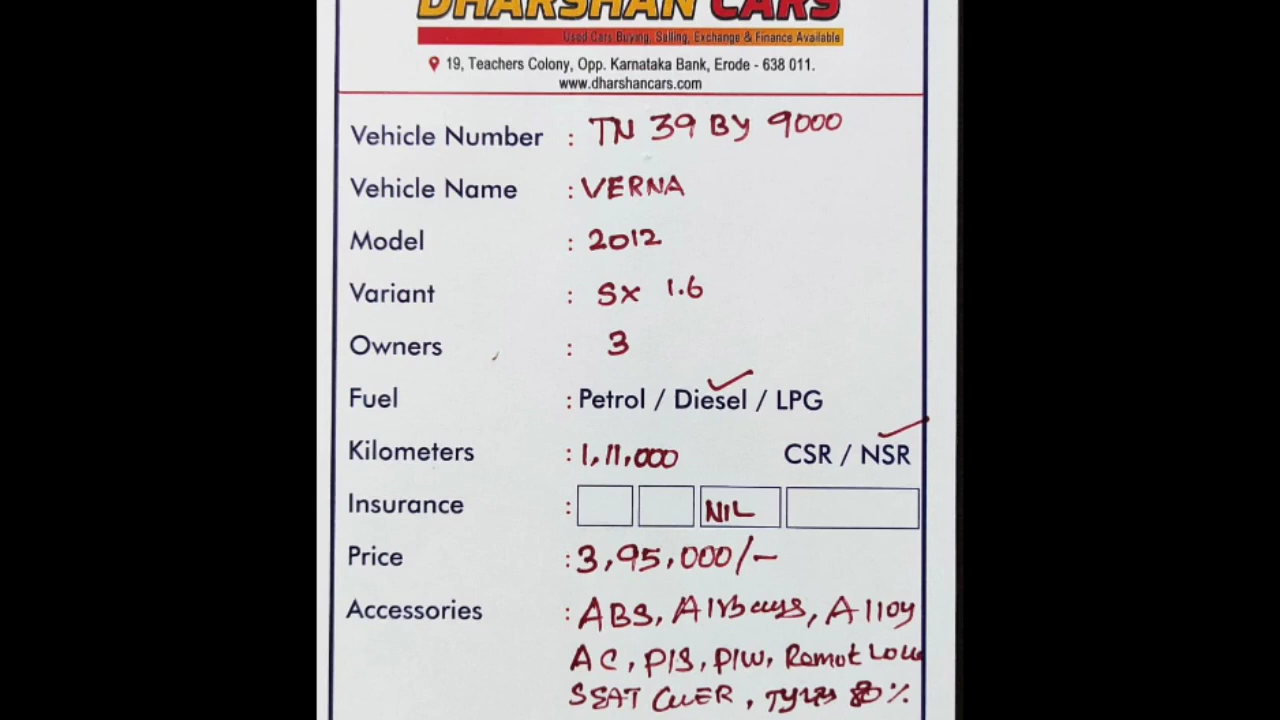 DHARSHAN CARS
Used Cars Buying, Selling, Exchange & Finance Available
19, Teachers Colony, Opp. Karnataka Bank, Erode - 638 011.
www.dharshancars.com
Vehicle Number : TN 39 BY 9000
Vehicle Name : VERNA
Model : 2012
Variant : SX 1.6
Owners : 3
Fuel : Petrol / Diesel / LPG
Kilometers : 1,11,000 CSR / NSR
Insurance : NIL
Price : 3,95,000/-
Accessories : ABS, Airbags, Alloy
AC, P/S, P/W, Remot
SEAT , Tyres 80%